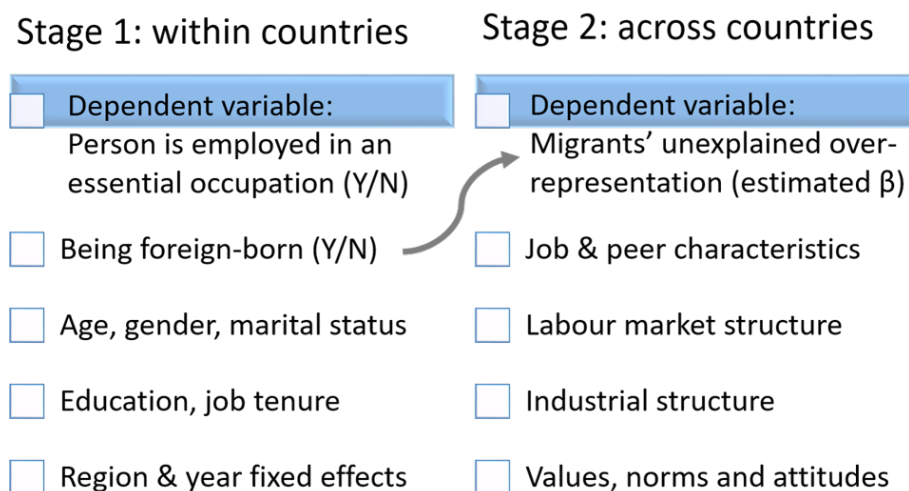 Stage 1: within countries
Dependent variable:
Person is employed in an
essential occupation (Y/N)
Being foreign-born (Y/N)
Age, gender, marital status
Education, job tenure
Region & year fixed effects
Stage 2: across countries
Dependent variable:
Migrants’ unexplained over-
representation (estimated β)
Job & peer characteristics
Labour market structure
Industrial structure
Values, norms and attitudes